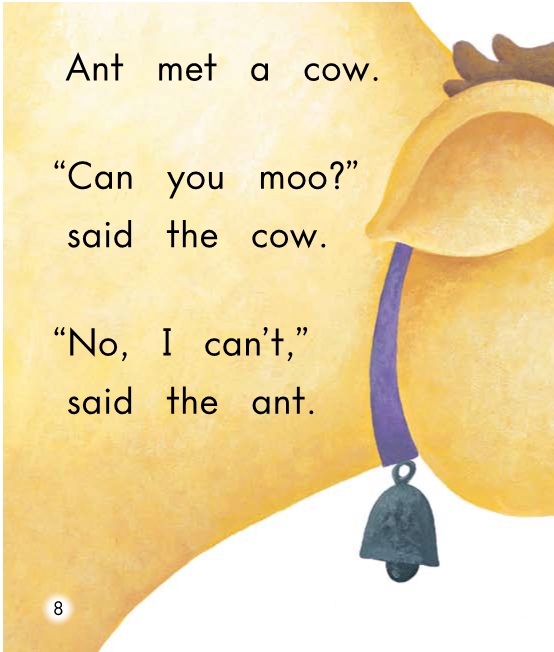 Ant met a cow.
“Can you moo?”
said the cow.
“No, I can’t,”
said the ant.
8